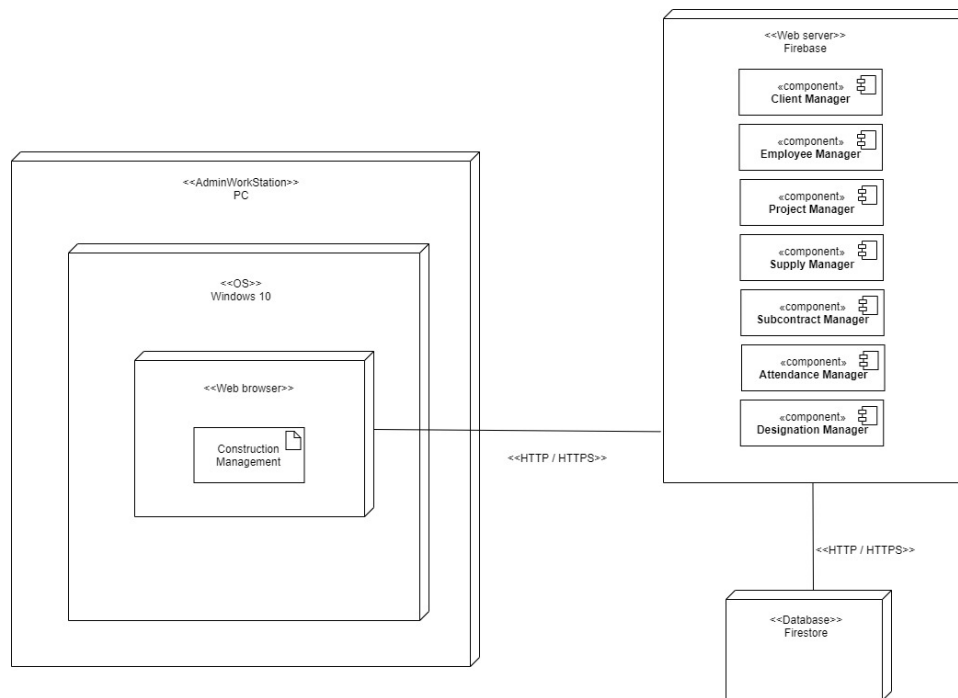 <<AdminWorkStation>>
PC
<<OS>>
Windows 10
<<Web browser>>
Construction
Management
<<HTTP / HTTPS>>
<<Web server>>
Firebase
«component»
Client Manager
«component»
Employee Manager
«component»
Project Manager
«component»
Supply Manager
«component»
Subcontract Manager
«component»
Attendance Manager
«component»
Designation Manager
<<HTTP / HTTPS>>
<<Database>>
Firestore